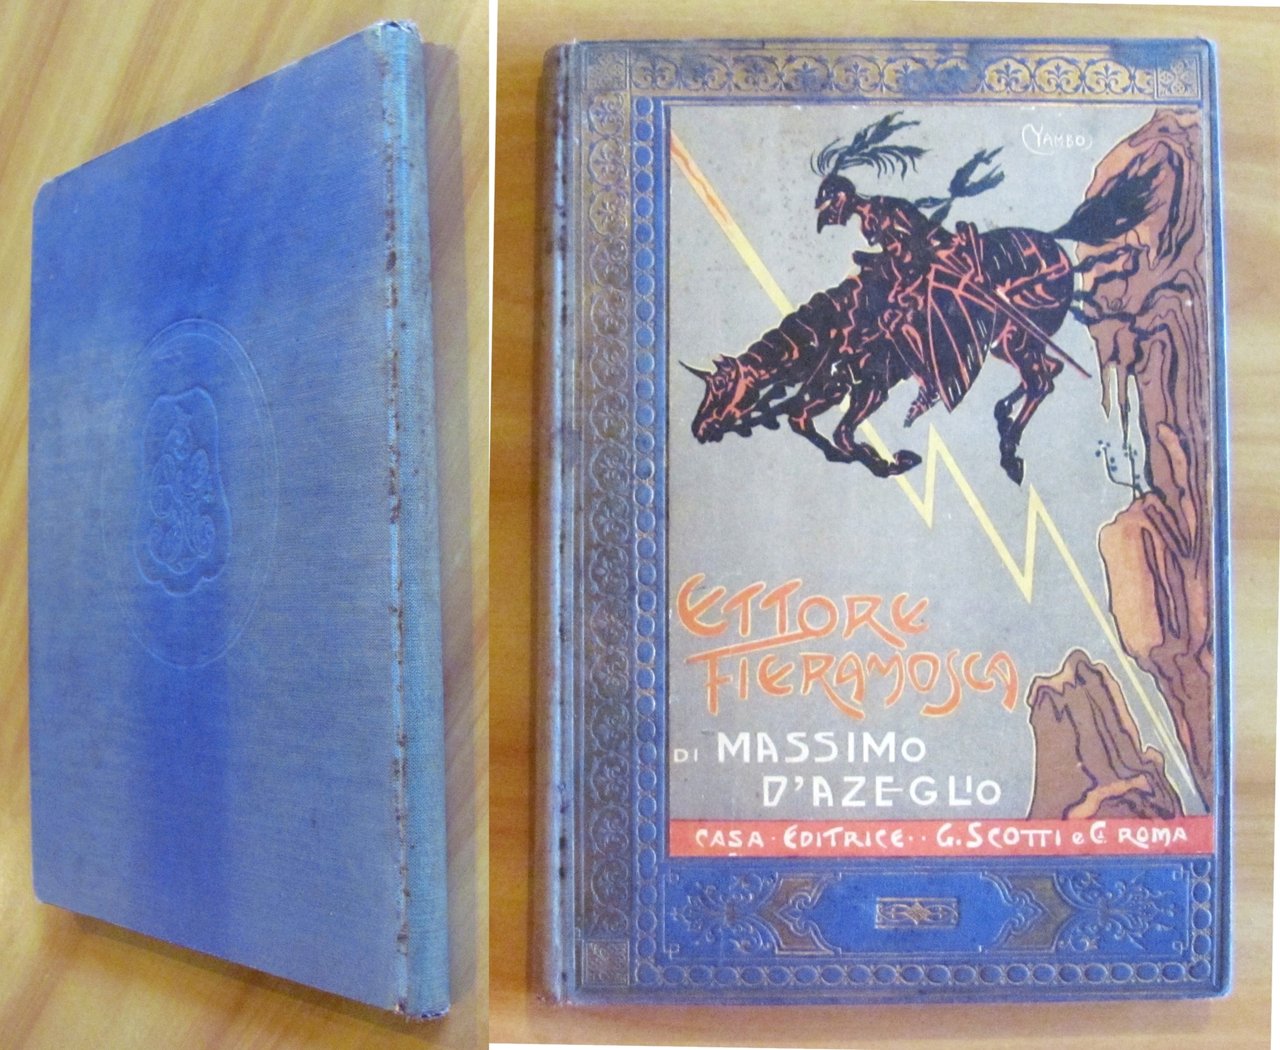 YAMBO
ETTORE
FIERAMOSCA
DI MASSIMO
D'AZEGLIO
CASA · EDITRICE · · G. SCOTTI e C. ROMA